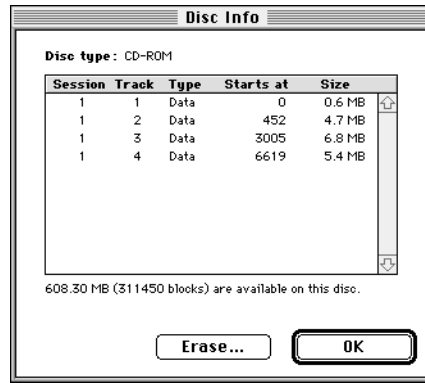 Disc Info
Disc type: CD-ROM
Session Track Type Starts at Size
1 1 Data 0 0.6 MB
1 2 Data 452 4.7 MB
1 3 Data 3005 6.8 MB
1 4 Data 6619 5.4 MB
608.30 MB (311450 blocks) are available on this disc.
Erase... OK